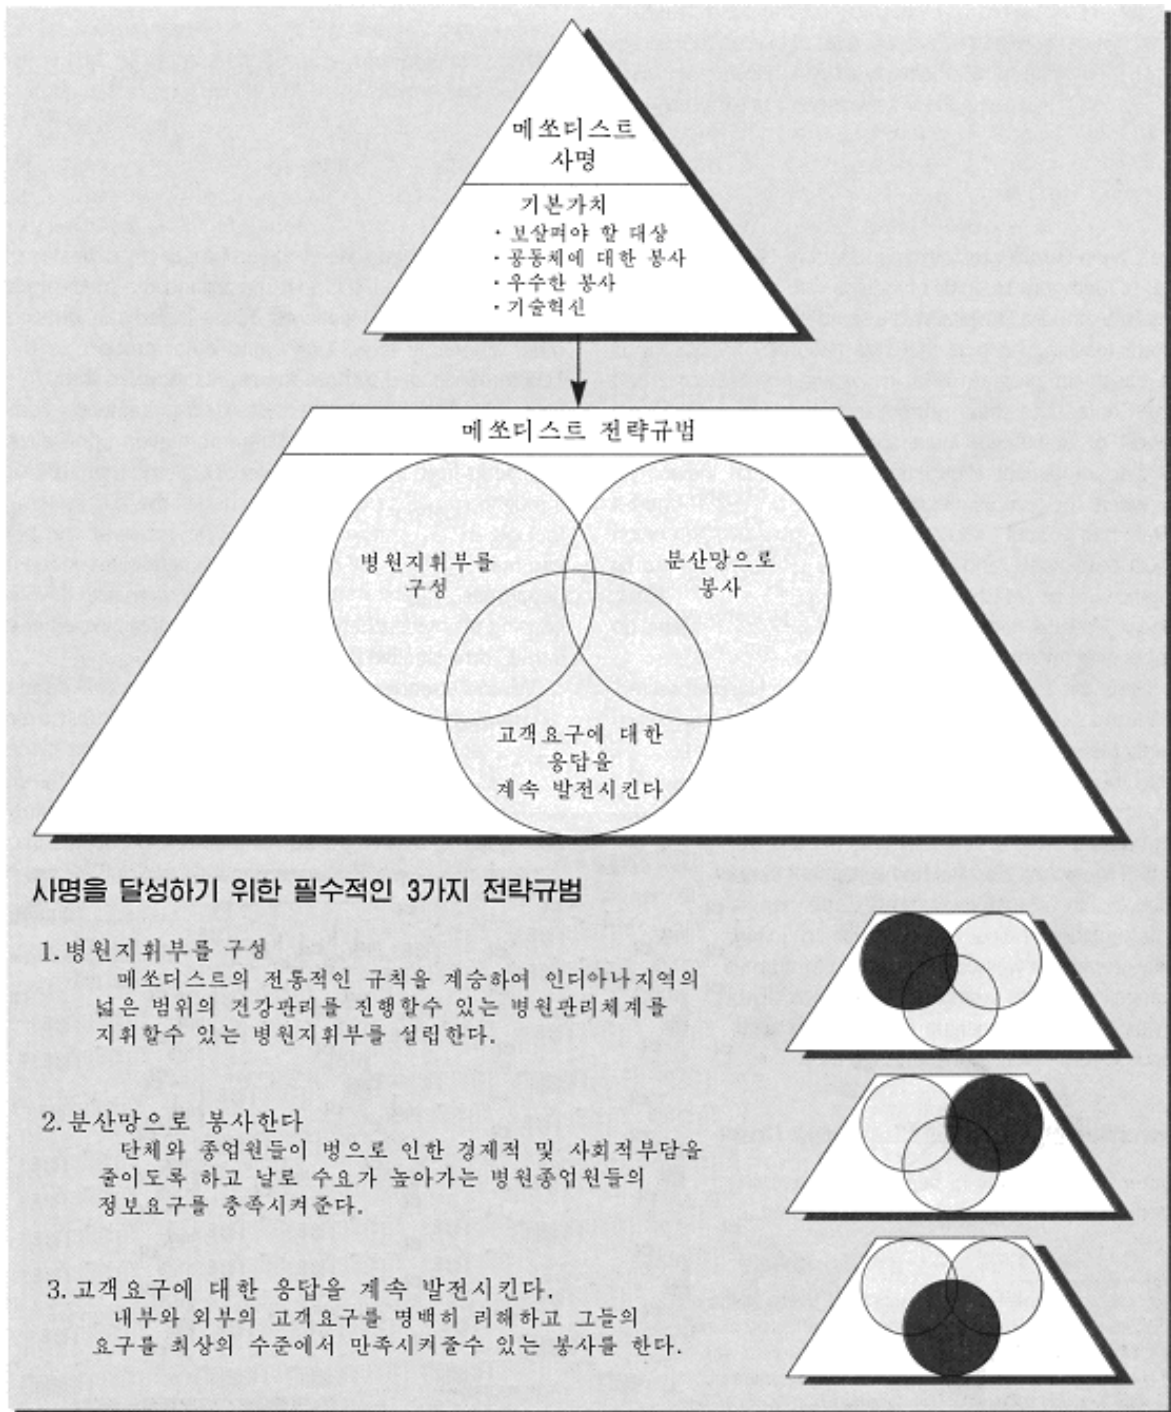 메쏘디스트
사명
기본가치
· 보살펴야 할 대상
· 공동체에 대한 봉사
· 우수한 봉사
· 기술혁신
메쏘디스트 전략규범
병원지휘부를
구성
분산망으로
봉사
고객요구에 대한
응답을
계속 발전시킨다
사명을 달성하기 위한 필수적인 3가지 전략규범
1. 병원지휘부를 구성
메쏘디스트의 전통적인 규칙을 계승하여 인디아나지역의
넓은 범위의 건강관리를 진행할수 있는 병원관리체계를
지휘할수 있는 병원지휘부를 설립한다.
2. 분산망으로 봉사한다
단체와 종업원들이 병으로 인한 경제적 및 사회적부담을
줄이도록 하고 날로 수요가 높아가는 병원종업원들의
정보요구를 충족시켜준다.
3. 고객요구에 대한 응답을 계속 발전시킨다.
내부와 외부의 고객요구를 명백히 리해하고 그들의
요구를 최상의 수준에서 만족시켜줄수 있는 봉사를 한다.